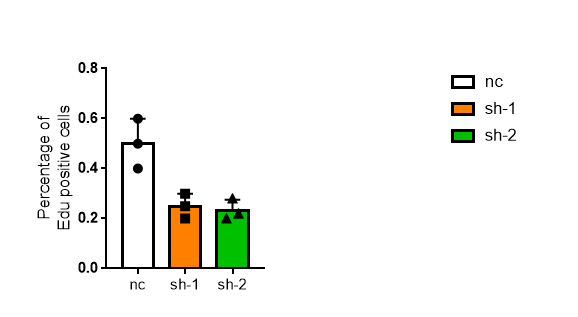 Percentage of
Edu positive cells
0.8
0.6
0.4
0.2
0.0
nc
sh-1
sh-2
nc
sh-1
sh-2